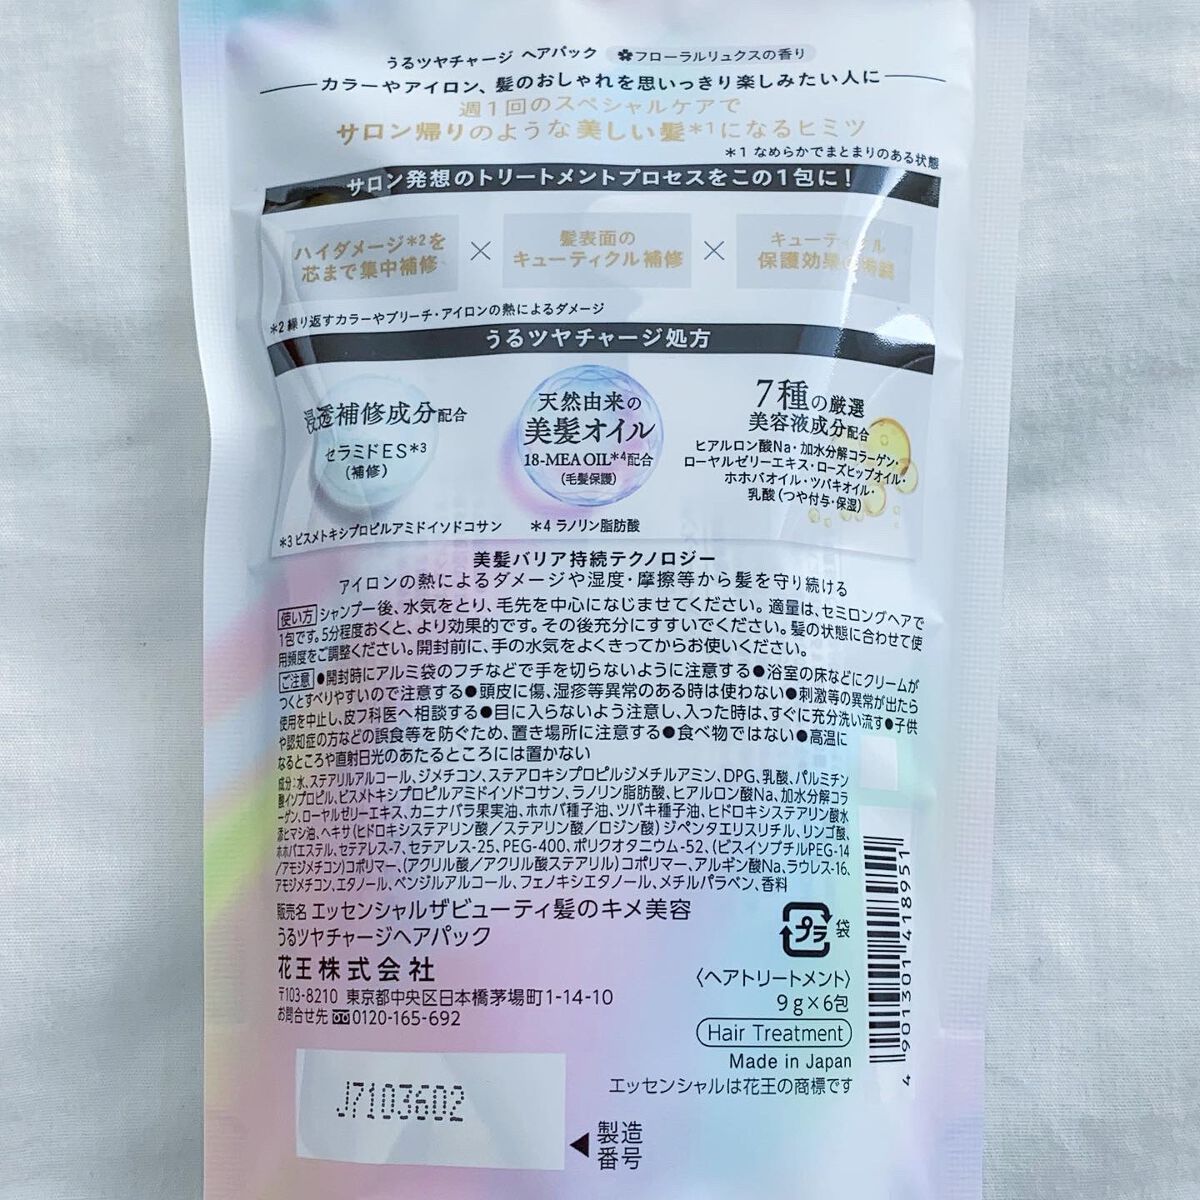 うるツヤチャージ ヘアパック ✿フローラルリュクスの香り
カラーやアイロン、髪のおしゃれを思いっきり楽しみたい人に
週1回のスペシャルケアで
サロン帰りのような美しい髪*1になるヒミツ
*1 なめらかでまとまりのある状態
サロン発想のトリートメントプロセスをこの1包に!
ハイダメージ*2を
芯まで集中補修
×
髪表面の
キューティクル補修
×
キューティクル
保護効果の持続
*2 繰り返すカラーやブリーチ・アイロンの熱によるダメージ
うるツヤチャージ処方
浸透補修成分配合
セラミドES*3
(補修)
天然由来の
美髪オイル
18-MEA OIL*4配合
(毛髪保護)
7種の厳選
美容液成分配合
ヒアルロン酸Na・加水分解コラーゲン・
ローヤルゼリーエキス・ローズヒップオイル・
ホホバオイル・ツバキオイル・
乳酸(つや付与・保湿)
*3 ビスメトキシプロピルアミドイソドコサン
*4 ラノリン脂肪酸
美髪バリア持続テクノロジー
アイロンの熱によるダメージや湿度・摩擦等から髪を守り続ける
使い方 シャンプー後、水気をとり、毛先を中心になじませてください。適量は、セミロングヘアで
1包です。5分程度おくと、より効果的です。その後充分にすすいでください。髪の状態に合わせて使
用頻度をご調整ください。開封前に、手の水気をよくきってからお使いください。
ご注意 ●開封時にアルミ袋のフチなどで手を切らないように注意する●浴室の床などにクリームが
つくとすべりやすいので注意する●頭皮に傷、湿疹等異常のある時は使わない●刺激等の異常が出たら
使用を中止し、皮フ科医へ相談する●目に入らないよう注意し、入った時は、すぐに充分洗い流す●子供
や認知症の方などの誤食等を防ぐため、置き場所に注意する●食べ物ではない●高温に
なるところや直射日光のあたるところには置かない
成分:水、ステアリルアルコール、ジメチコン、ステアロキシプロピルジメチルアミン、DPG、乳酸、パルミチン
酸イソプロピル、ビスメトキシプロピルアミドイソドコサン、ラノリン脂肪酸、ヒアルロン酸Na、加水分解コラ
ーゲン、ローヤルゼリーエキス、カニナバラ果実油、ホホバ種子油、ツバキ種子油、ヒドロキシステアリン酸水
添ヒマシ油、ヘキサ(ヒドロキシステアリン酸/ステアリン酸/ロジン酸)ジペンタエリスリチル、リンゴ酸、
ホホバエステル、セテアレス-7、セテアレス-25、PEG-400、ポリクオタニウム-52、(ビスイソブチルPEG-14
/アモジメチコン)コポリマー、(アクリル酸/アクリル酸ステアリル)コポリマー、アルギン酸Na、ラウレス-16、
アモジメチコン、エタノール、ベンジルアルコール、フェノキシエタノール、メチルパラベン、香料
販売名 エッセンシャルザビューティ髪のキメ美容
うるツヤチャージヘアパック
花王株式会社
〒103-8210 東京都中央区日本橋茅場町1-14-10
お問合せ先 0120-165-692
プラ 袋
〈ヘアトリートメント〉
9g×6包
Hair Treatment
Made in Japan
エッセンシャルは花王の商標です
4 901301 418951
J7103602
◀製造
番号